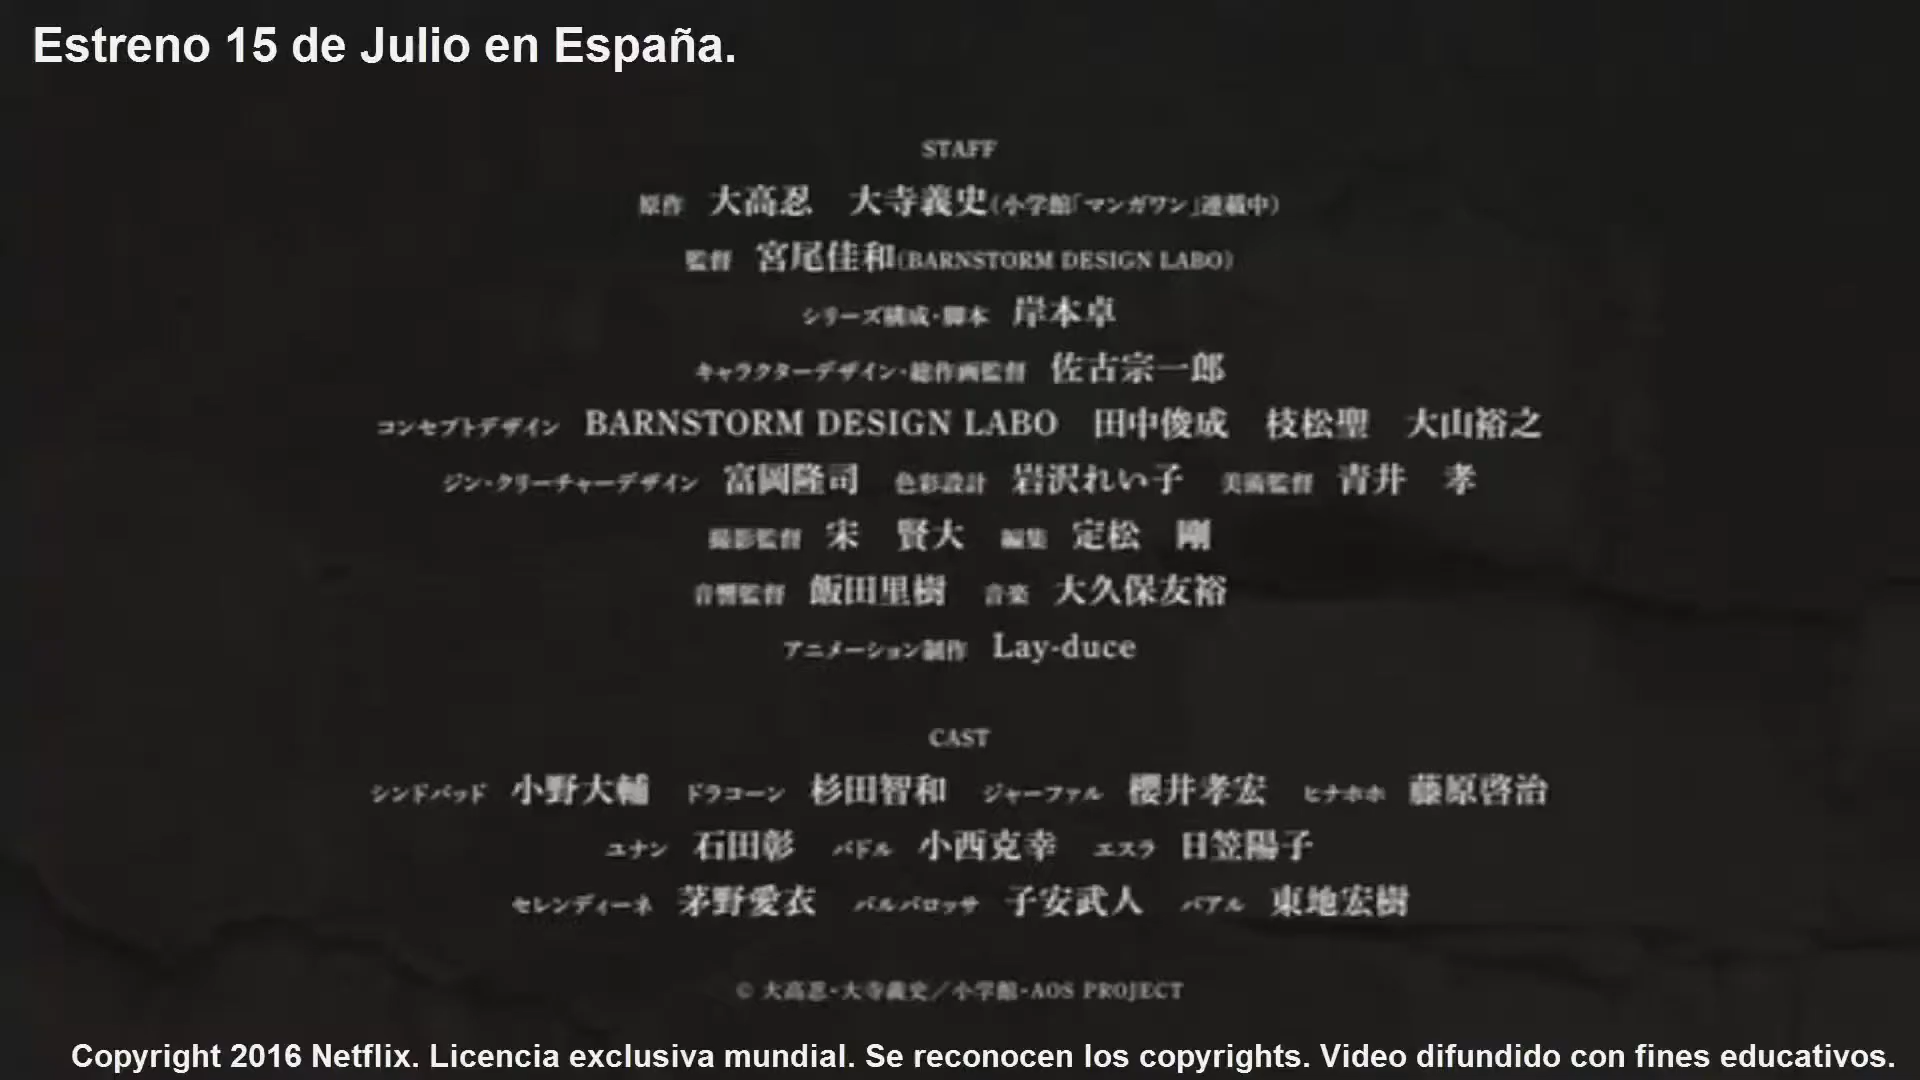 Estreno 15 de Julio en España.
STAFF
原作 大高忍 大寺義史(小学館「マンガワン」連載中)
監督 宮尾佳和(BARNSTORM DESIGN LABO)
シリーズ構成・脚本 岸本卓
キャラクターデザイン・総作画監督 佐古宗一郎
コンセプトデザイン BARNSTORM DESIGN LABO 田中俊成 枝松聖 大山裕之
ジン・クリーチャーデザイン 富岡隆司 色彩設計 岩沢れい子 美術監督 青井 孝
撮影監督 宋 賢大 編集 定松 剛
音響監督 飯田里樹 音楽 大久保友裕
アニメーション制作 Lay-duce
CAST
シンドバッド 小野大輔 ドラコーン 杉田智和 ジャーファル 櫻井孝宏 ヒナホホ 藤原啓治
ユナン 石田彰 バドル 小西克幸 エスラ 日笠陽子
セレンディーネ 茅野愛衣 バルバロッサ 子安武人 バアル 東地宏樹
© 大高忍・大寺義史／小学館・AOS PROJECT
Copyright 2016 Netflix. Licencia exclusiva mundial. Se reconocen los copyrights. Video difundido con fines educativos.